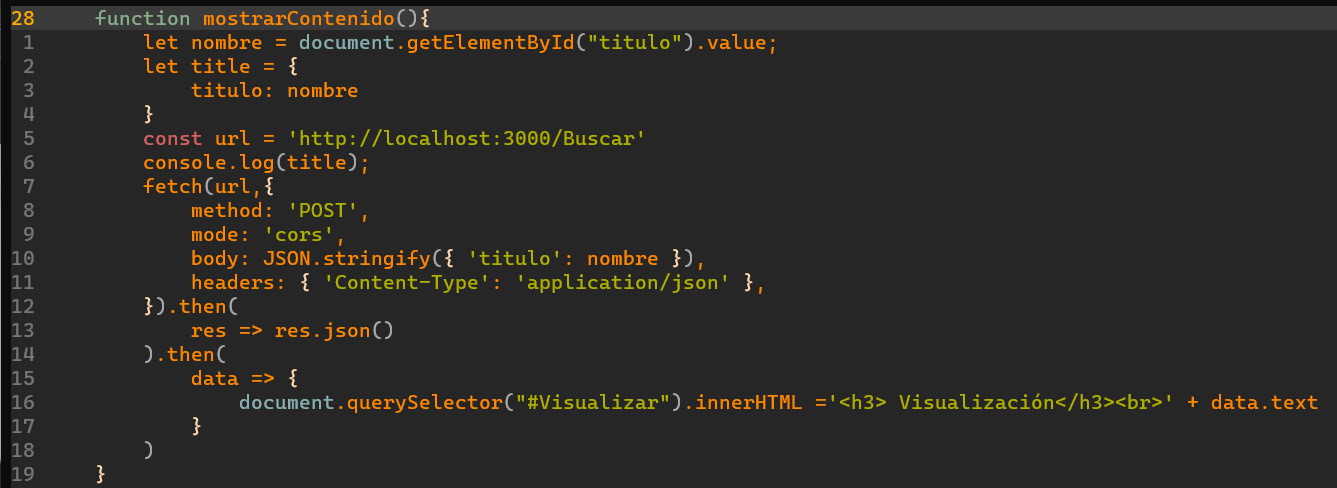 28 function mostrarContenido(){
1 let nombre = document.getElementById("titulo").value;
2 let title = {
3 titulo: nombre
4 }
5 const url = 'http://localhost:3000/Buscar'
6 console.log(title);
7 fetch(url,{
8 method: 'POST',
9 mode: 'cors',
10 body: JSON.stringify({ 'titulo': nombre }),
11 headers: { 'Content-Type': 'application/json' },
12 }).then(
13 res => res.json()
14 ).then(
15 data => {
16 document.querySelector("#Visualizar").innerHTML ='<h3> Visualización</h3><br>' + data.text
17 }
18 )
19 }